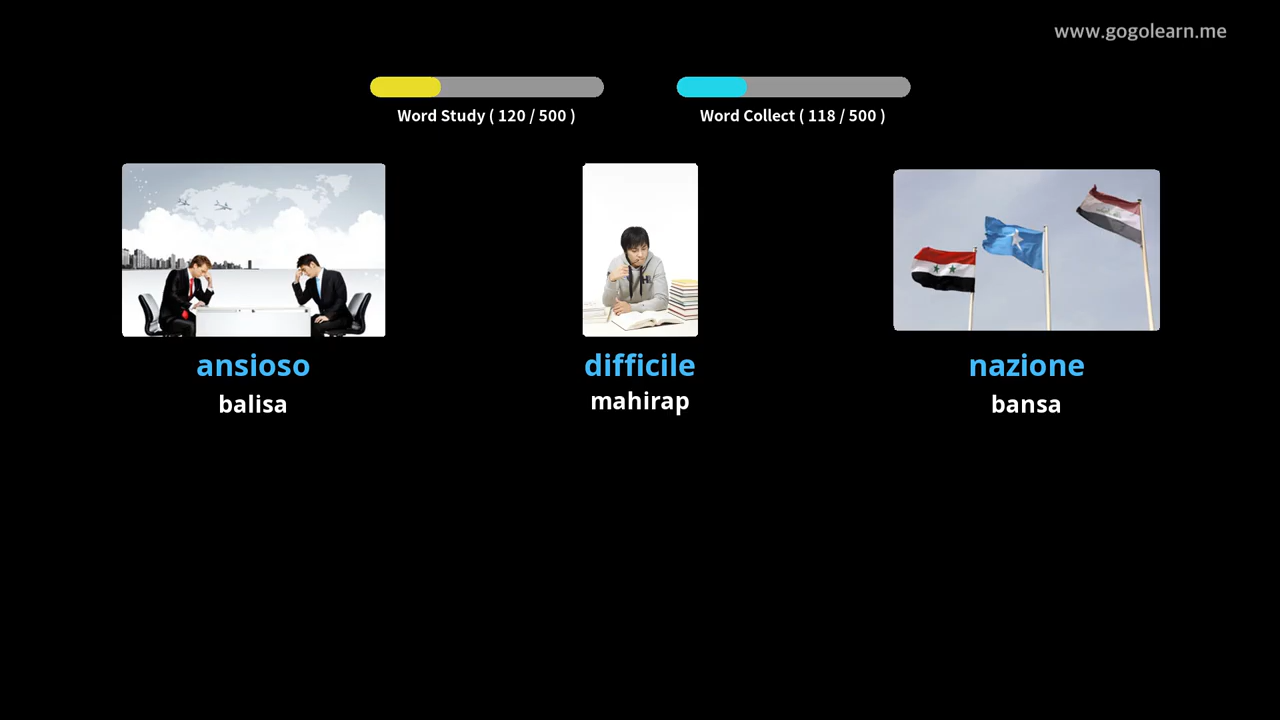 www.gogolearn.me
Word Study ( 120 / 500 )
Word Collect ( 118 / 500 )
ansioso
difficile
nazione
balisa
mahirap
bansa